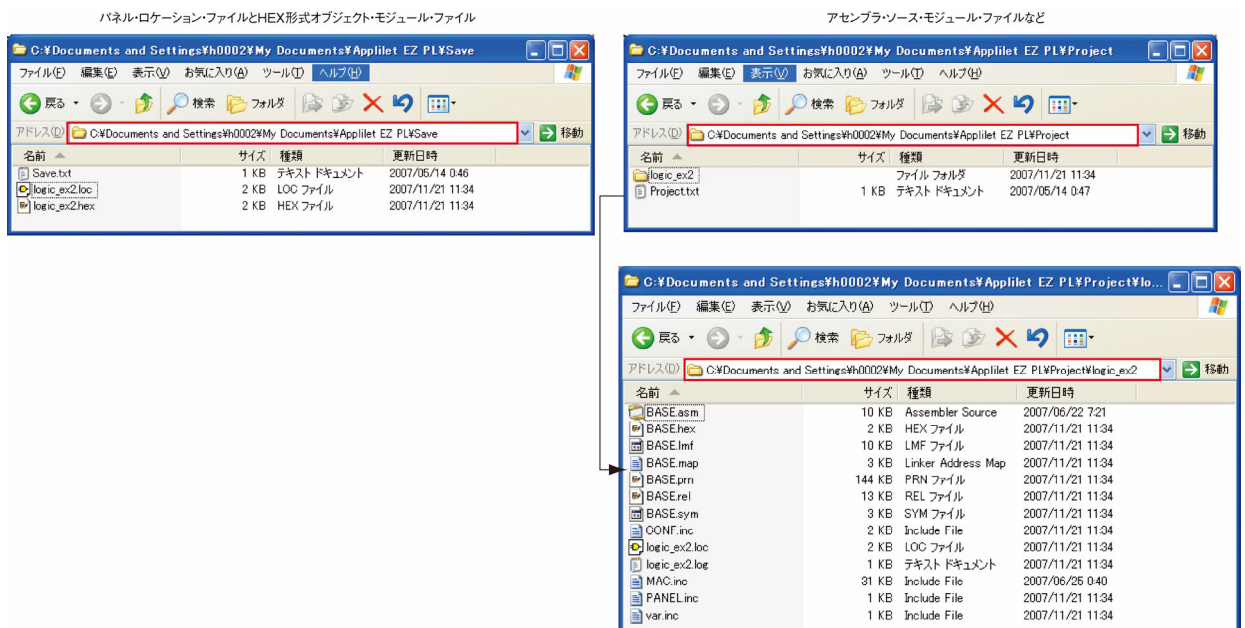 パネル・ロケーション・ファイルとHEX形式オブジェクト・モジュール・ファイル
C:¥Documents and Settings¥h0002¥My Documents¥Applilet EZ PL¥Save
ファイル(F) 編集(E) 表示(V) お気に入り(A) ツール(T) ヘルプ(H)
戻る 検索 フォルダ
アドレス(D) C:¥Documents and Settings¥h0002¥My Documents¥Applilet EZ PL¥Save 移動
名前 サイズ 種類 更新日時
Save.txt 1 KB テキスト ドキュメント 2007/05/14 0:46
logic_ex2.loc 2 KB LOC ファイル 2007/11/21 11:34
logic_ex2.hex 2 KB HEX ファイル 2007/11/21 11:34
アセンブラ・ソース・モジュール・ファイルなど
C:¥Documents and Settings¥h0002¥My Documents¥Applilet EZ PL¥Project
ファイル(F) 編集(E) 表示(V) お気に入り(A) ツール(T) ヘルプ(H)
戻る 検索 フォルダ
アドレス(D) C:¥Documents and Settings¥h0002¥My Documents¥Applilet EZ PL¥Project 移動
名前 サイズ 種類 更新日時
logic_ex2 ファイル フォルダ 2007/11/21 11:34
Project.txt 1 KB テキスト ドキュメント 2007/05/14 0:47
C:¥Documents and Settings¥h0002¥My Documents¥Applilet EZ PL¥Project¥lo...
ファイル(F) 編集(E) 表示(V) お気に入り(A) ツール(T) ヘルプ(H)
戻る 検索 フォルダ
アドレス(D) C:¥Documents and Settings¥h0002¥My Documents¥Applilet EZ PL¥Project¥logic_ex2 移動
名前 サイズ 種類 更新日時
BASE.asm 10 KB Assembler Source 2007/06/22 7:21
BASE.hex 2 KB HEX ファイル 2007/11/21 11:34
BASE.lmf 10 KB LMF ファイル 2007/11/21 11:34
BASE.map 3 KB Linker Address Map 2007/11/21 11:34
BASE.prn 144 KB PRN ファイル 2007/11/21 11:34
BASE.rel 13 KB REL ファイル 2007/11/21 11:34
BASE.sym 3 KB SYM ファイル 2007/11/21 11:34
CONF.inc 2 KB Include File 2007/11/21 11:34
logic_ex2.loc 2 KB LOC ファイル 2007/11/21 11:34
logic_ex2.log 1 KB テキスト ドキュメント 2007/11/21 11:34
MAC.inc 31 KB Include File 2007/06/25 0:40
PANEL.inc 1 KB Include File 2007/11/21 11:34
var.inc 1 KB Include File 2007/11/21 11:34